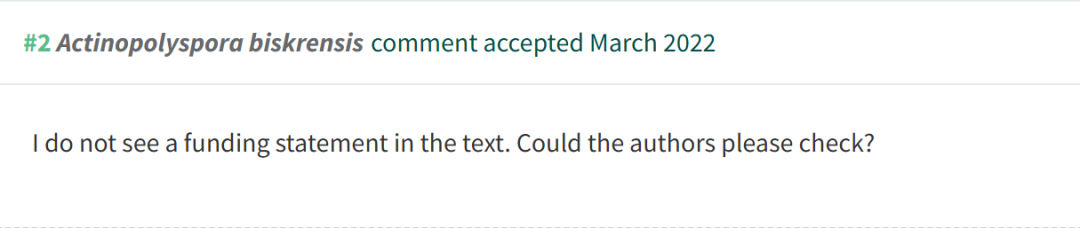 #2 Actinopolyspora biskrensis comment accepted March 2022
I do not see a funding statement in the text. Could the authors please check?